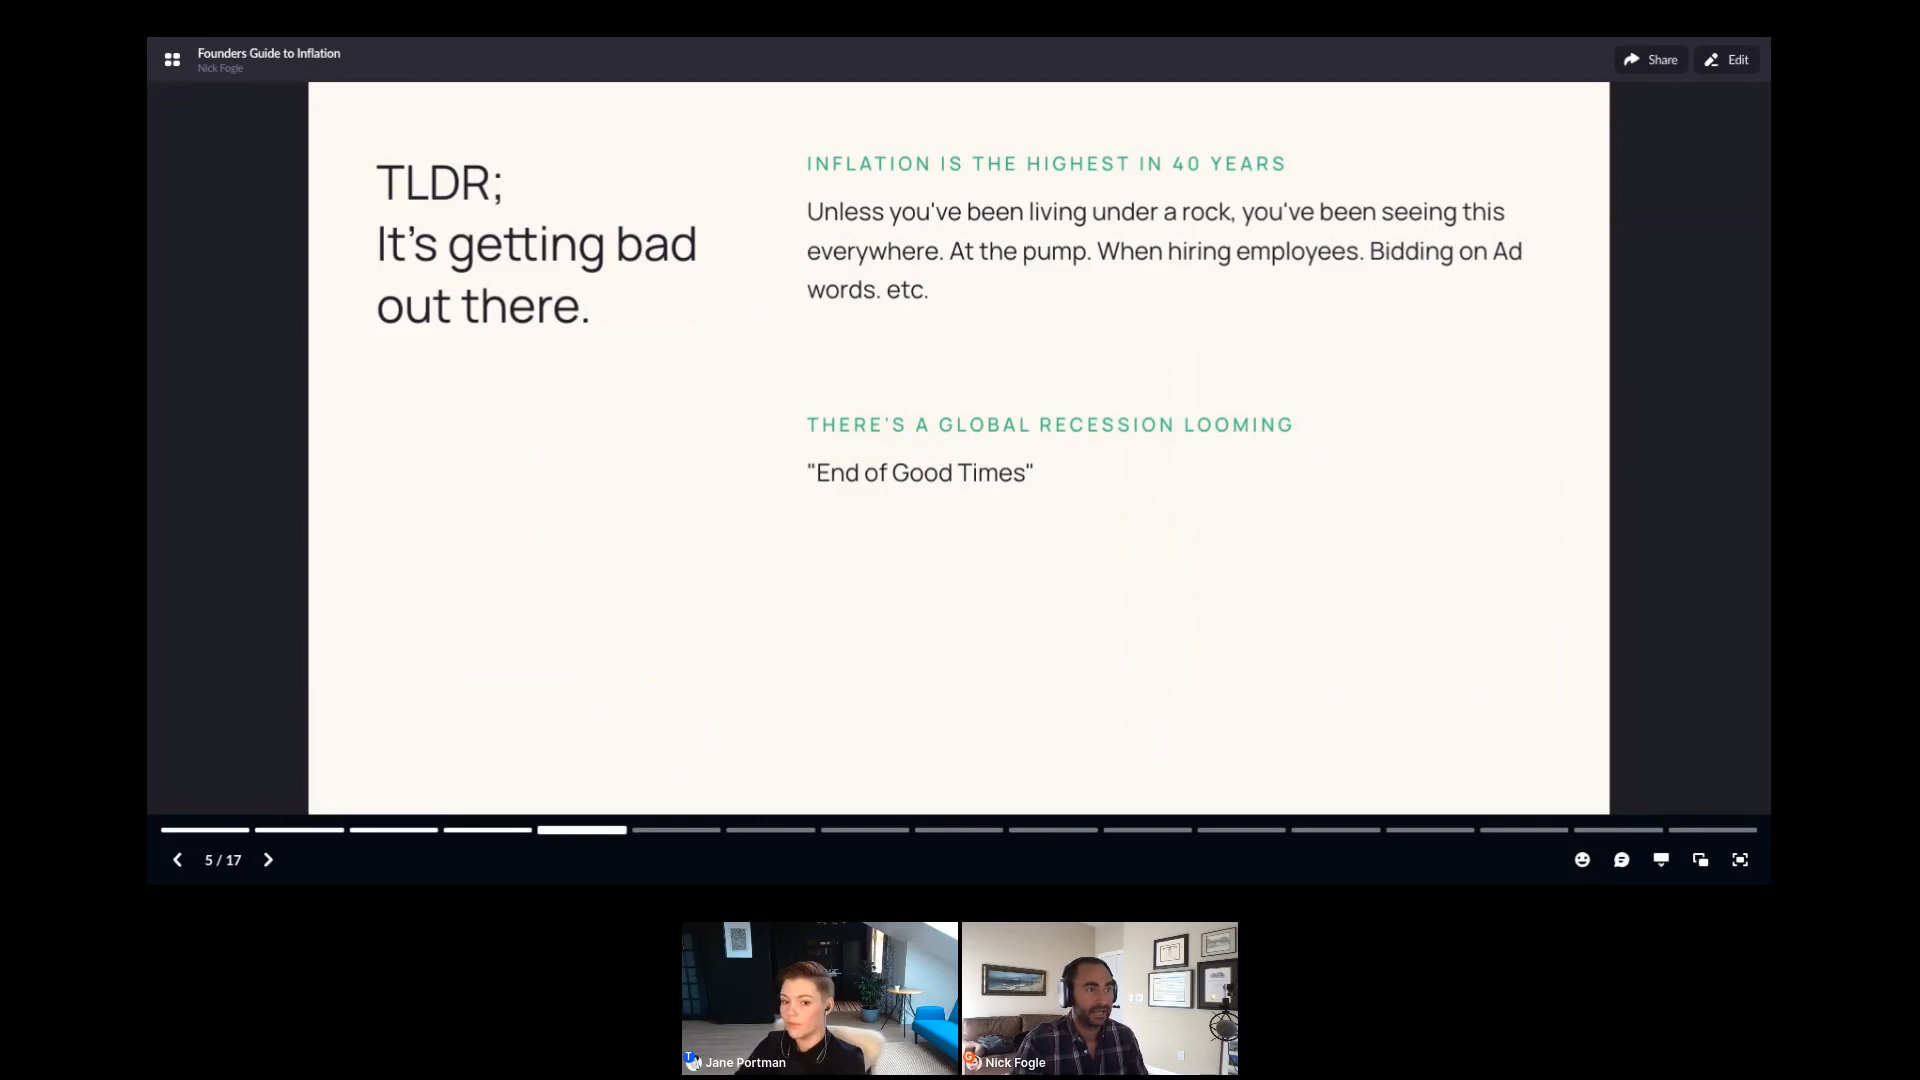 Founders Guide to Inflation
Nick Fogle
Share
Edit
TLDR;
It's getting bad
out there.
INFLATION IS THE HIGHEST IN 40 YEARS
Unless you've been living under a rock, you've been seeing this
everywhere. At the pump. When hiring employees. Bidding on Ad
words. etc.
THERE'S A GLOBAL RECESSION LOOMING
"End of Good Times"
5 / 17
Jane Portman
Nick Fogle